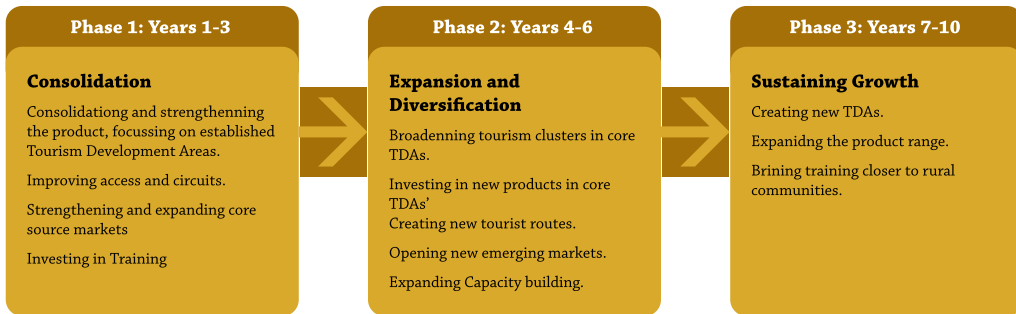 Phase 1: Years 1-3
Consolidation
Consolidationg and strengthenning
the product, focussing on established
Tourism Development Areas.
Improving access and circuits.
Strengthening and expanding core
source markets
Investing in Training
Phase 2: Years 4-6
Expansion and
Diversification
Broadenning tourism clusters in core
TDAs.
Investing in new products in core
TDAs’
Creating new tourist routes.
Opening new emerging markets.
Expanding Capacity building.
Phase 3: Years 7-10
Sustaining Growth
Creating new TDAs.
Expanidng the product range.
Brining training closer to rural
communities.